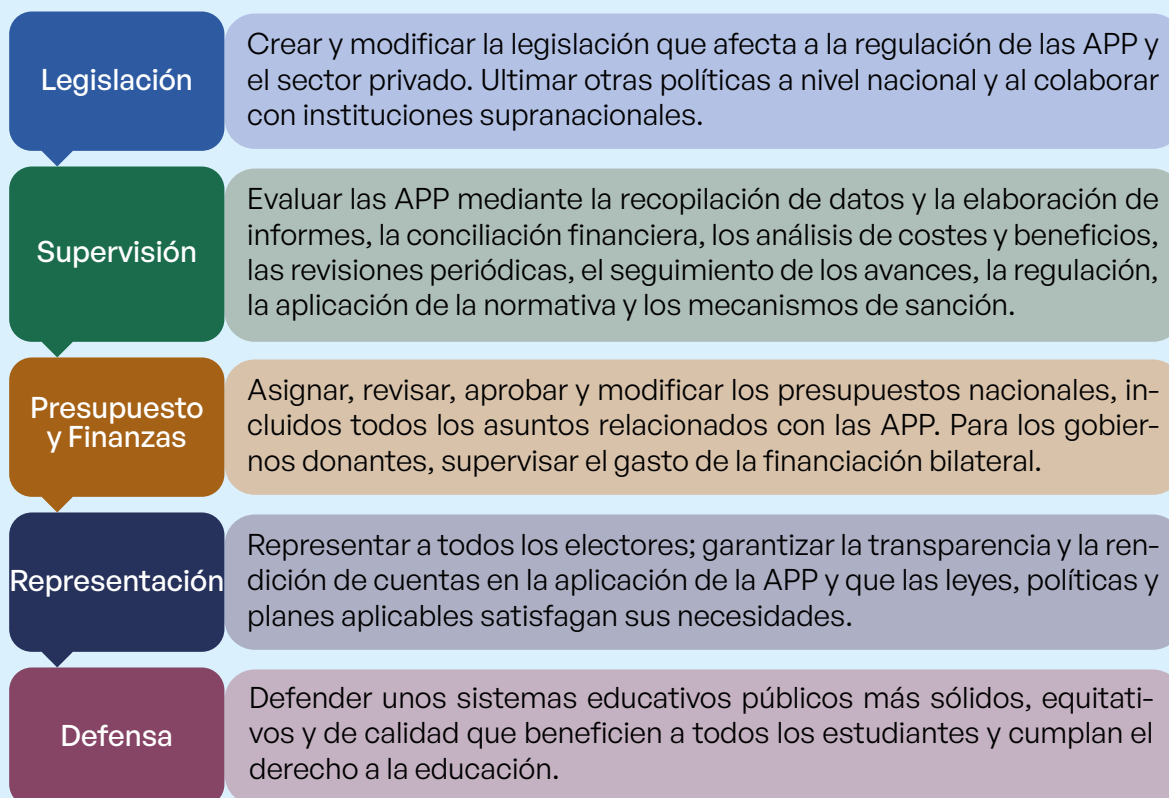 Legislación
Crear y modificar la legislación que afecta a la regulación de las APP y
el sector privado. Ultimar otras políticas a nivel nacional y al colaborar
con instituciones supranacionales.
Supervisión
Evaluar las APP mediante la recopilación de datos y la elaboración de
informes, la conciliación financiera, los análisis de costes y beneficios,
las revisiones periódicas, el seguimiento de los avances, la regulación,
la aplicación de la normativa y los mecanismos de sanción.
Presupuesto
y Finanzas
Asignar, revisar, aprobar y modificar los presupuestos nacionales, in-
cluidos todos los asuntos relacionados con las APP. Para los gobier-
nos donantes, supervisar el gasto de la financiación bilateral.
Representación
Representar a todos los electores; garantizar la transparencia y la ren-
dición de cuentas en la aplicación de la APP y que las leyes, políticas y
planes aplicables satisfagan sus necesidades.
Defensa
Defender unos sistemas educativos públicos más sólidos, equitati-
vos y de calidad que beneficien a todos los estudiantes y cumplan el
derecho a la educación.